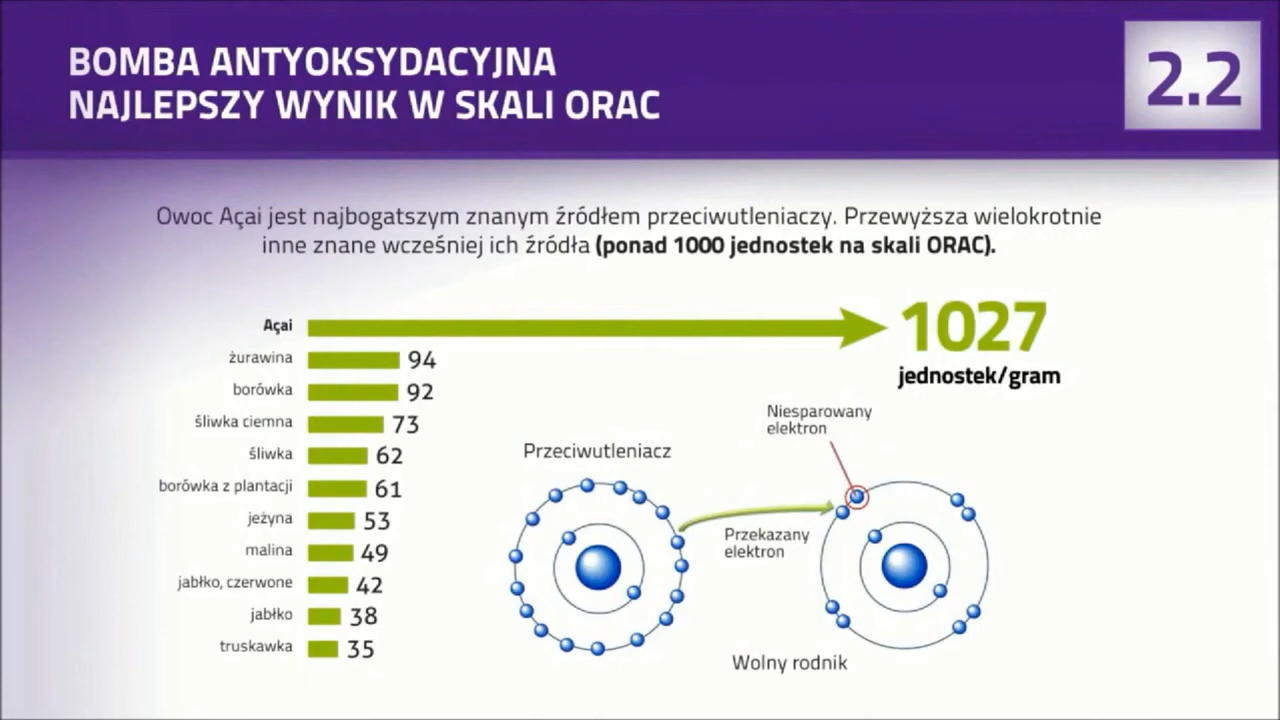 BOMBA ANTYOKSYDACYJNA
NAJLEPSZY WYNIK W SKALI ORAC
2.2
Owoc Açai jest najbogatszym znanym źródłem przeciwutleniaczy. Przewyższa wielokrotnie
inne znane wcześniej ich źródła (ponad 1000 jednostek na skali ORAC).
Açai
1027
jednostek/gram
żurawina 94
borówka 92
śliwka ciemna 73
śliwka 62
borówka z plantacji 61
jeżyna 53
malina 49
jabłko, czerwone 42
jabłko 38
truskawka 35
Przeciwutleniacz
Niesparowany
elektron
Przekazany
elektron
Wolny rodnik